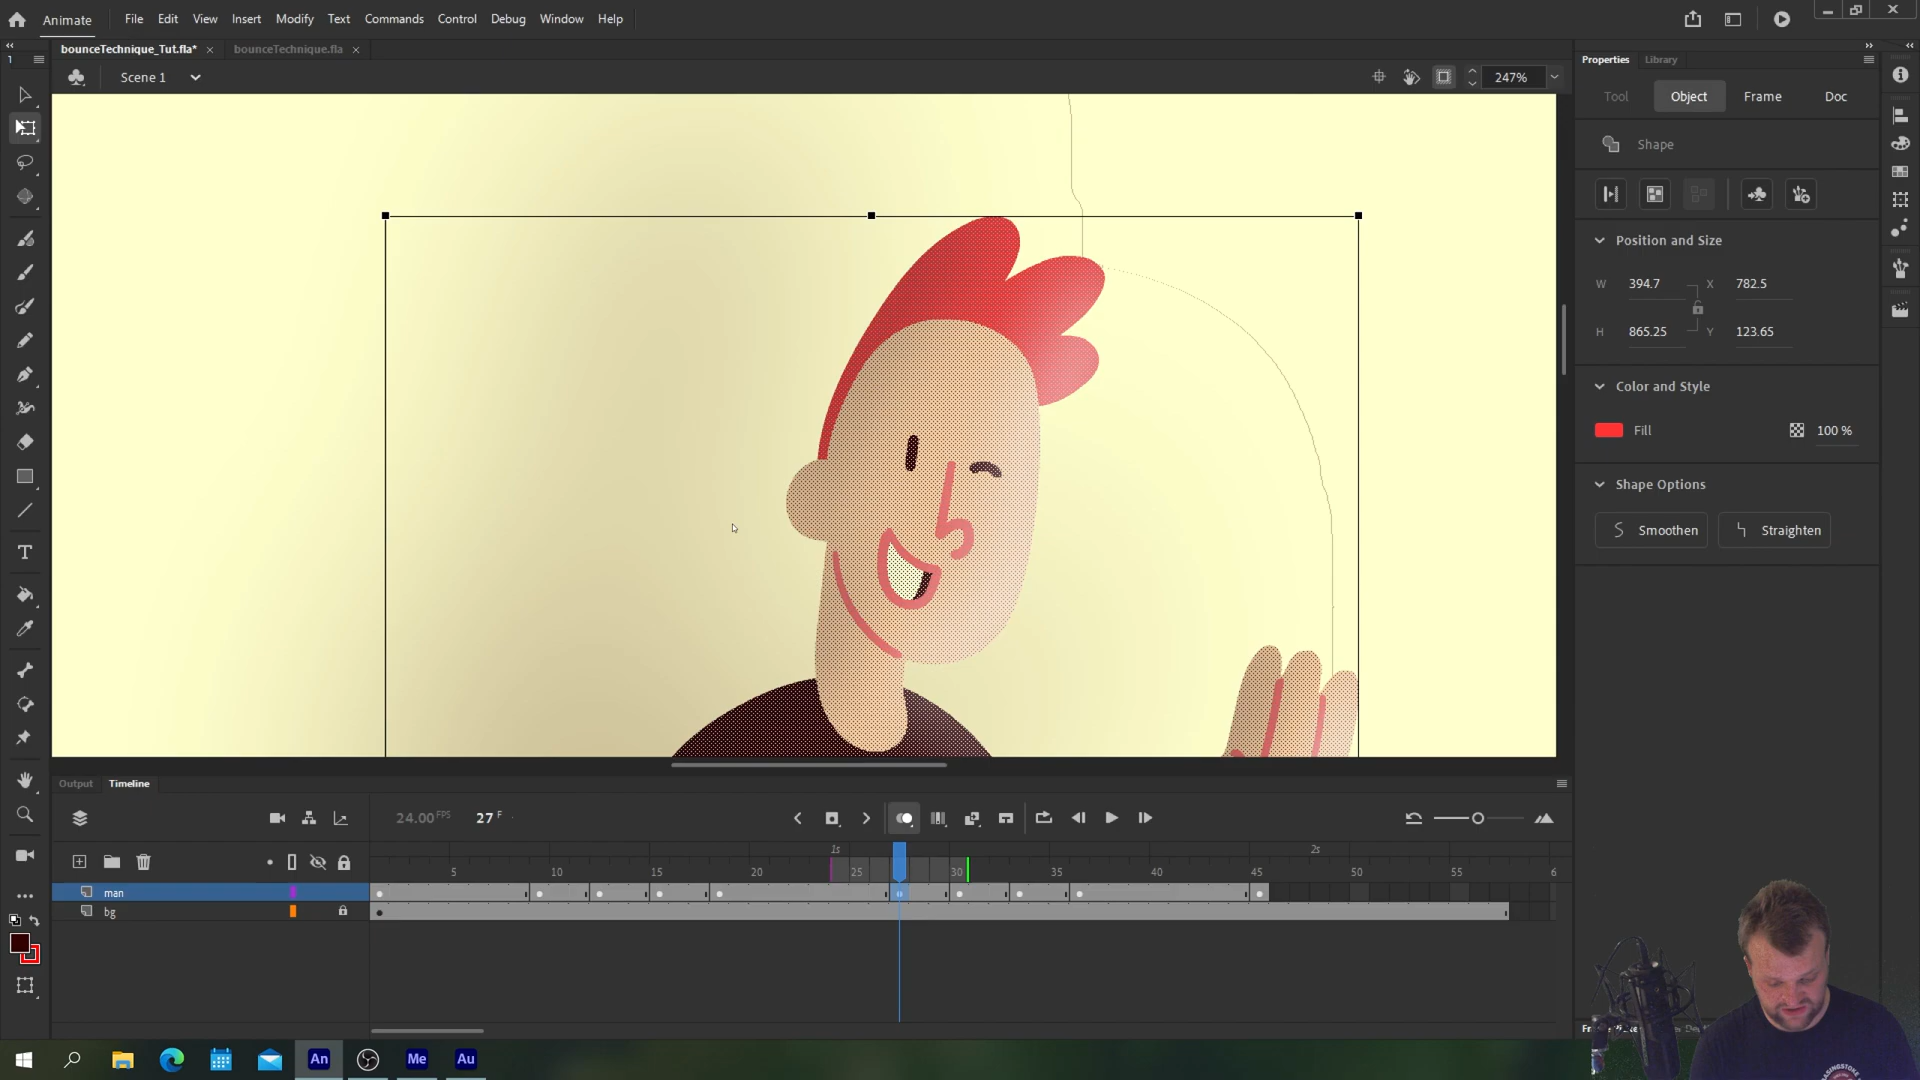 Animate File Edit View Insert Modify Text Commands Control Debug Window Help
bounceTechnique_Tut.fla* × bounceTechnique.fla ×
1
Scene 1
247%
Properties Library
Tool Object Frame Doc
Shape
Position and Size
W 394.7 X 782.5
H 865.25 Y 123.65
Color and Style
Fill 100 %
Shape Options
Smoothen Straighten
Output Timeline
24.00 FPS 27 F
1s 2s
5 10 15 20 25 30 35 40 45 50 55 6
man
bg
An Me Au